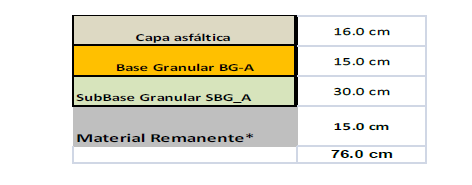 Capa asfáltica 16.0 cm
Base Granular BG-A 15.0 cm
SubBase Granular SBG_A 30.0 cm
Material Remanente* 15.0 cm
76.0 cm